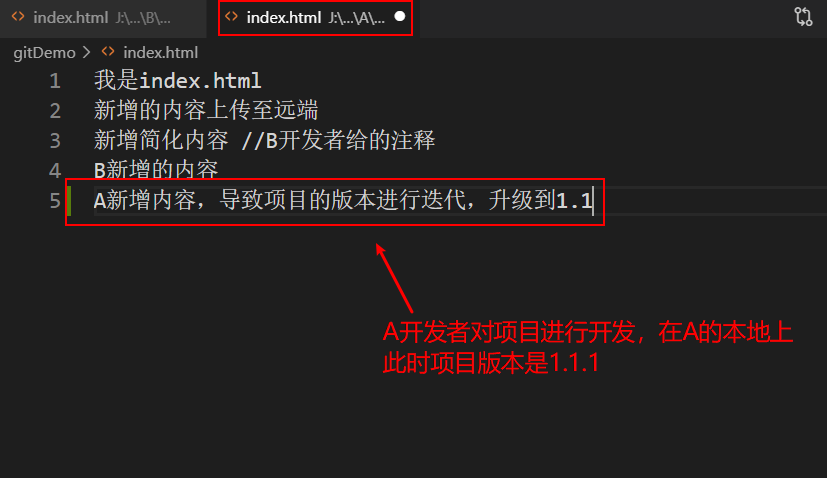 index.html J:\...\B\... index.html J:\...\A\...
gitDemo > index.html
1 我是index.html
2 新增的内容上传至远端
3 新增简化内容 //B开发者给的注释
4 B新增的内容
5 A新增内容，导致项目的版本进行迭代，升级到1.1
A开发者对项目进行开发，在A的本地上
此时项目版本是1.1.1